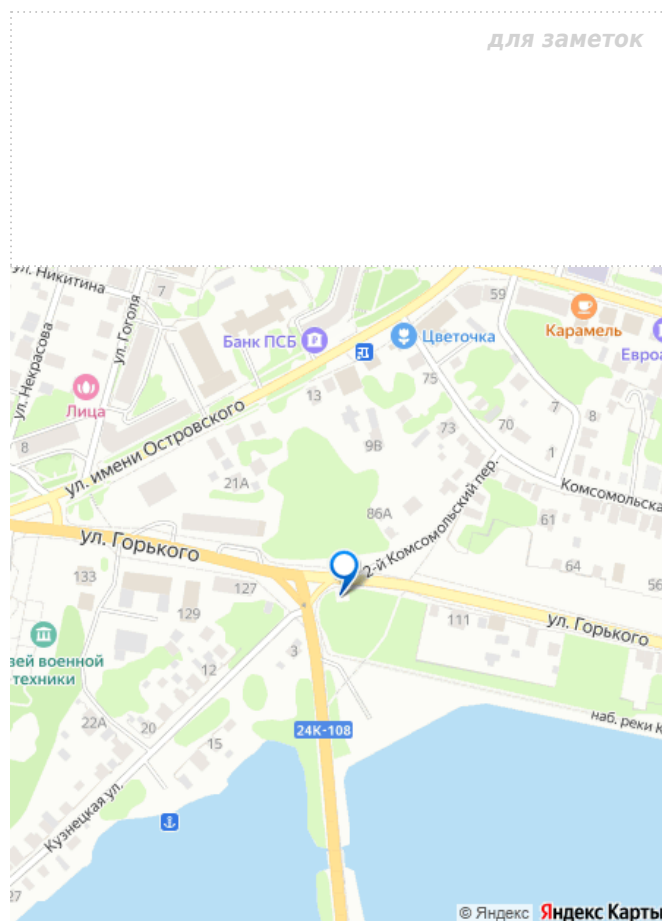 для заметок
ул. Никитина
59
7
Карамель
ул. Гоголя
Банк ПСБ
Цветочка
Евроа
ул. Некрасова
Лица
13
75
8
7
ул. имени Островского
73
70
8
9В
1
21А
Комсомольская
2-й Комсомольский пер.
86А
61
ул. Горького
64
133
127
56
129
111
ул. Горького
зей военной
техники
12
3
22А
20
наб. реки К
24К-108
15
Кузнецкая ул.
27
© Яндекс Яндекс Карты